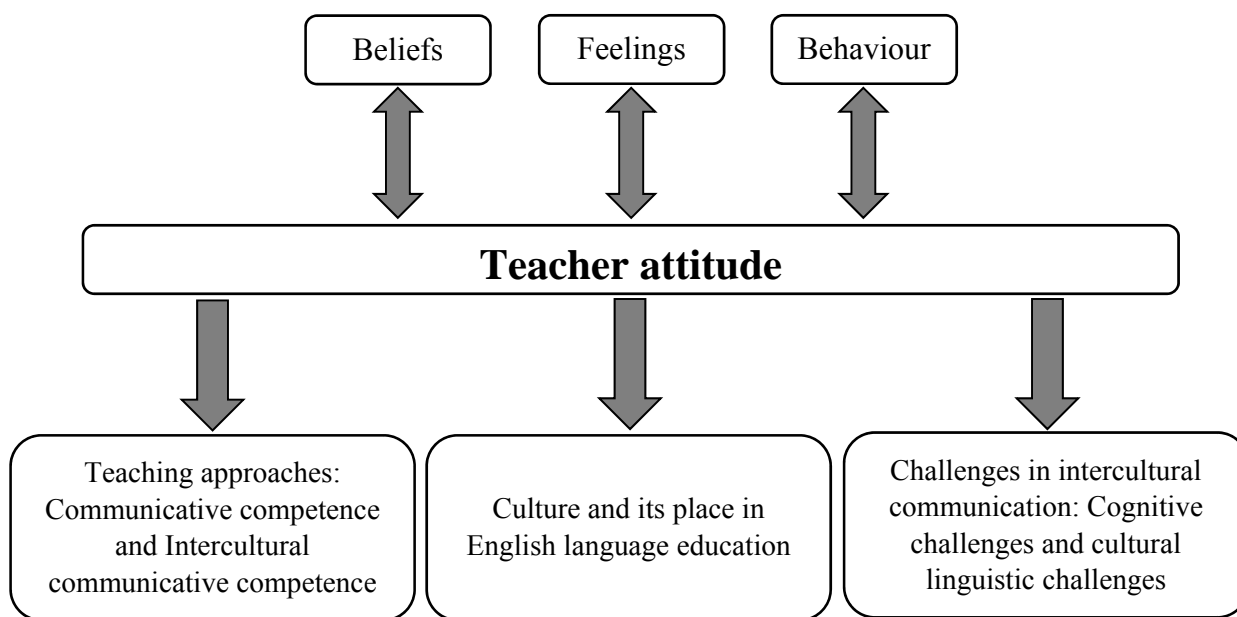 Beliefs
Feelings
Behaviour
Teacher attitude
Teaching approaches:
Communicative competence
and Intercultural
communicative competence
Culture and its place in
English language education
Challenges in intercultural
communication: Cognitive
challenges and cultural
linguistic challenges